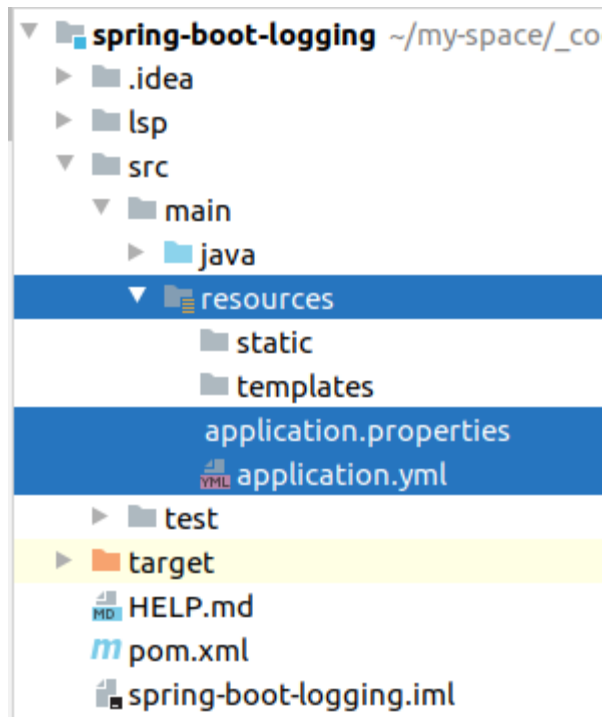 spring-boot-logging ~/my-space/_co
.idea
lsp
src
main
java
resources
static
templates
application.properties
YML application.yml
test
target
MD HELP.md
m pom.xml
spring-boot-logging.iml